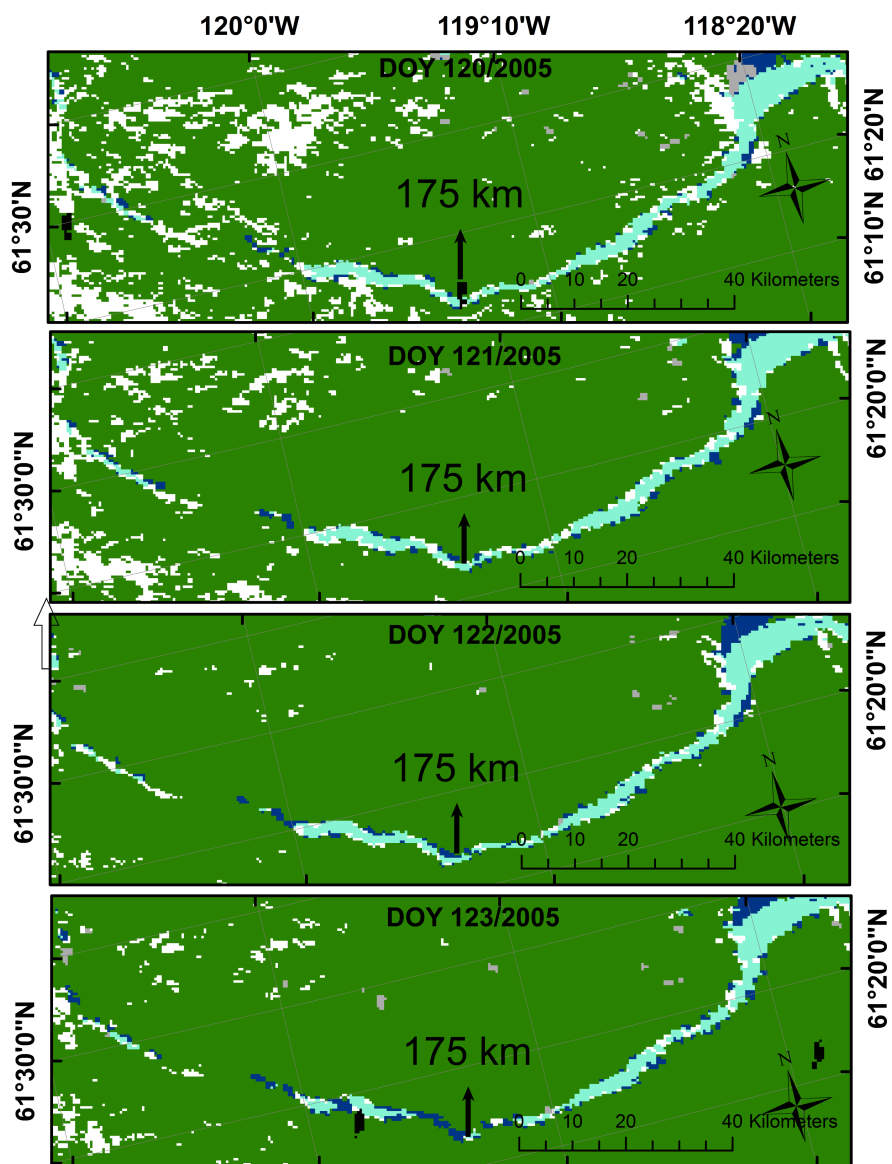 120°0'W 119°10'W 118°20'W
DOY 120/2005
61°30'N
61°10'N 61°20'N
N
175 km
0 10 20 40 Kilometers
DOY 121/2005
61°30'0"N
61°20'0"N
N
175 km
0 10 20 40 Kilometers
DOY 122/2005
61°30'0"N
61°20'0"N
N
175 km
0 10 20 40 Kilometers
DOY 123/2005
61°30'0"N
61°20'0"N
N
175 km
0 10 20 40 Kilometers